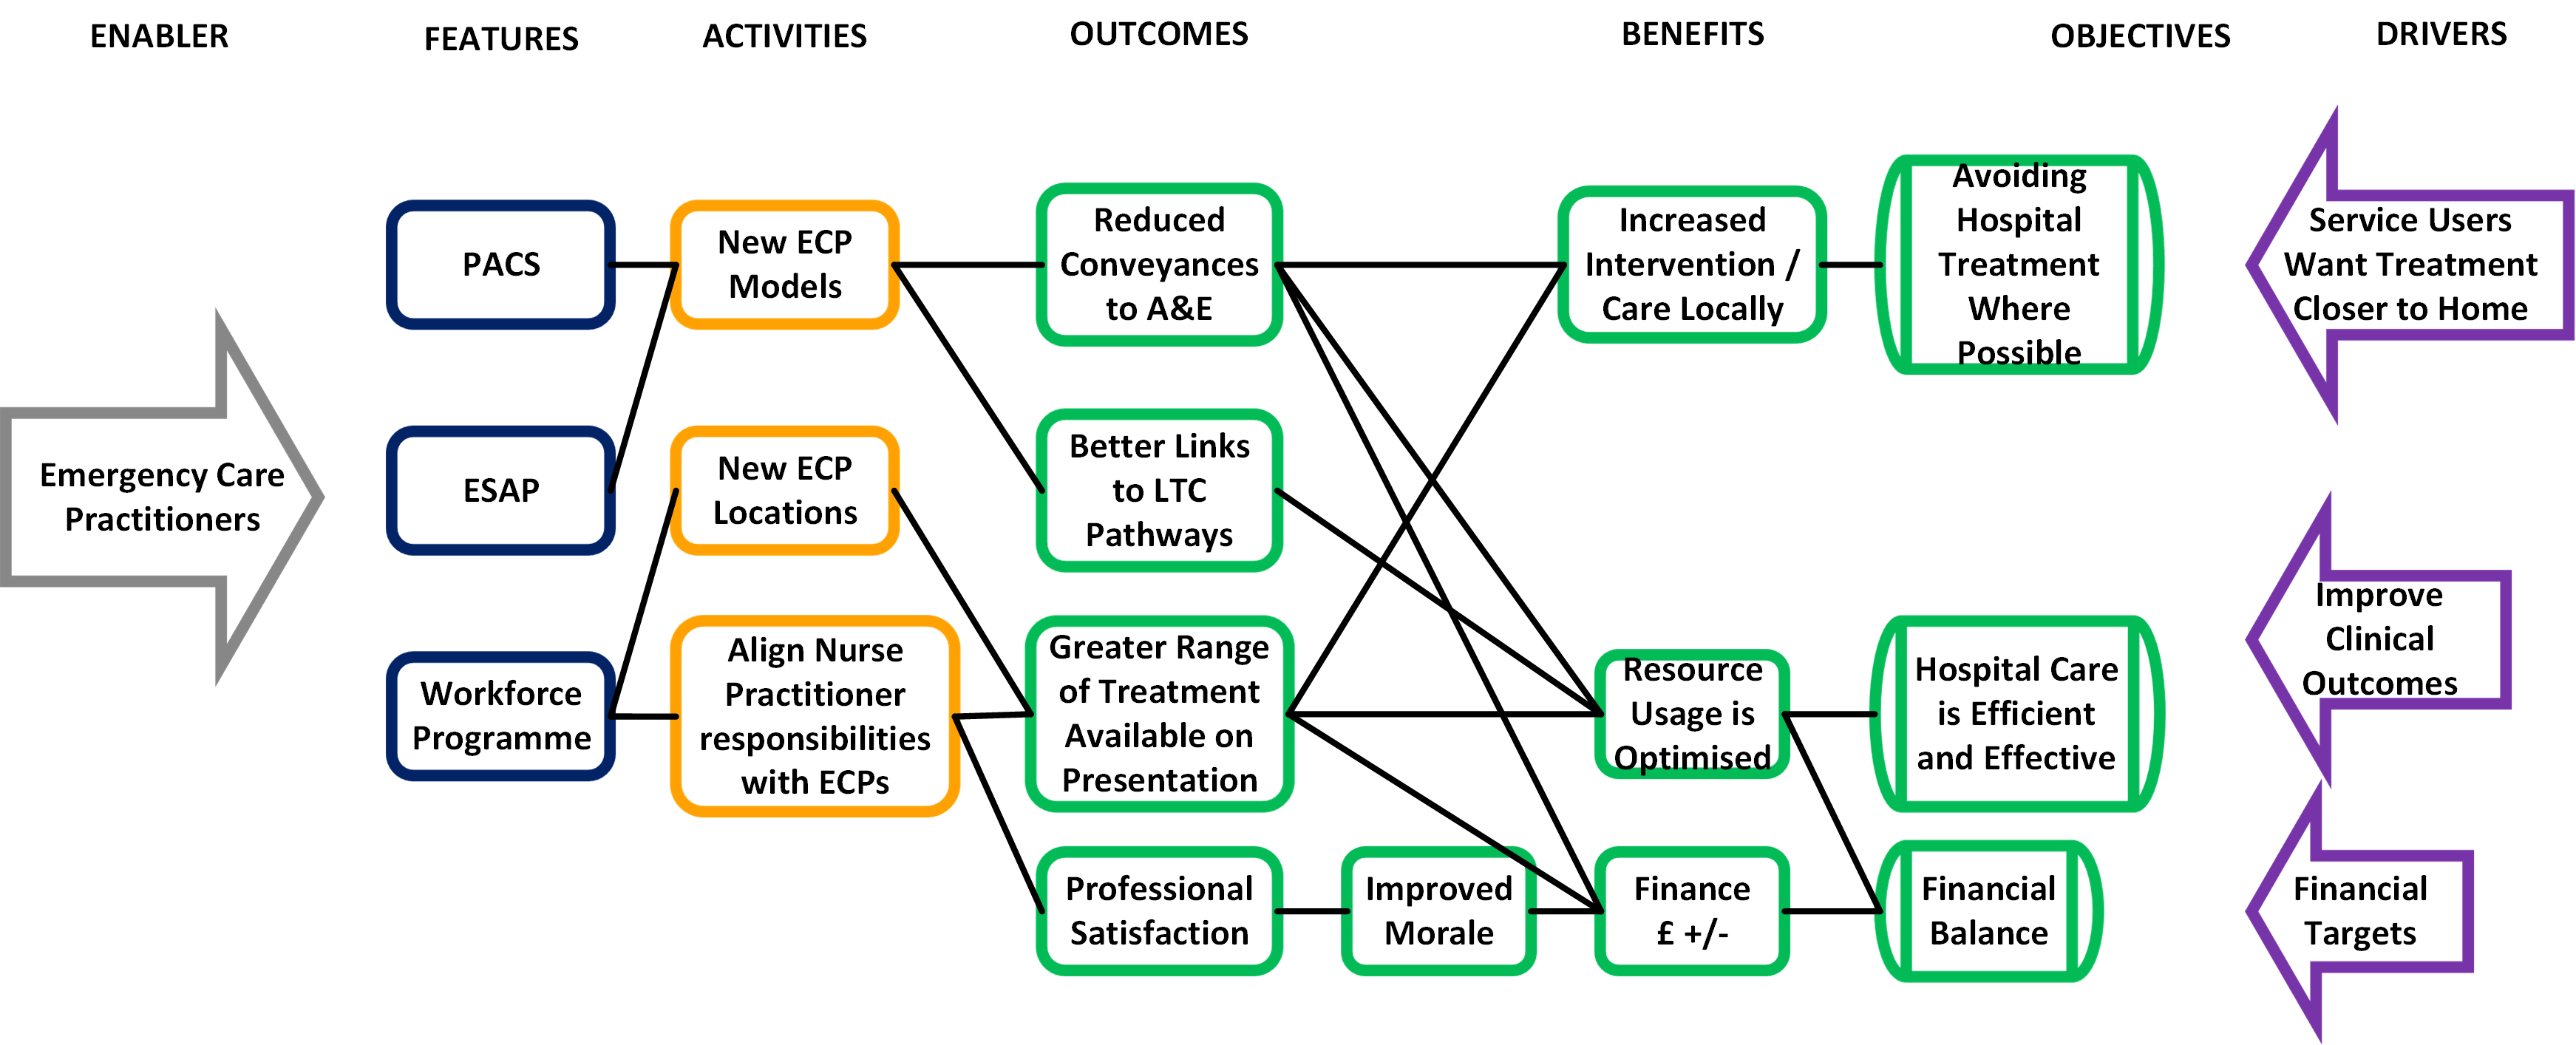 ENABLER
FEATURES
ACTIVITIES
OUTCOMES
BENEFITS
OBJECTIVES
DRIVERS
Emergency Care
Practitioners
PACS
ESAP
Workforce
Programme
New ECP
Models
New ECP
Locations
Align Nurse
Practitioner
responsibilities
with ECPs
Reduced
Conveyances
to A&E
Better Links
to LTC
Pathways
Greater Range
of Treatment
Available on
Presentation
Professional
Satisfaction
Improved
Morale
Increased
Intervention /
Care Locally
Resource
Usage is
Optimised
Finance
£ +/-
Avoiding
Hospital
Treatment
Where
Possible
Hospital Care
is Efficient
and Effective
Financial
Balance
Service Users
Want Treatment
Closer to Home
Improve
Clinical
Outcomes
Financial
Targets